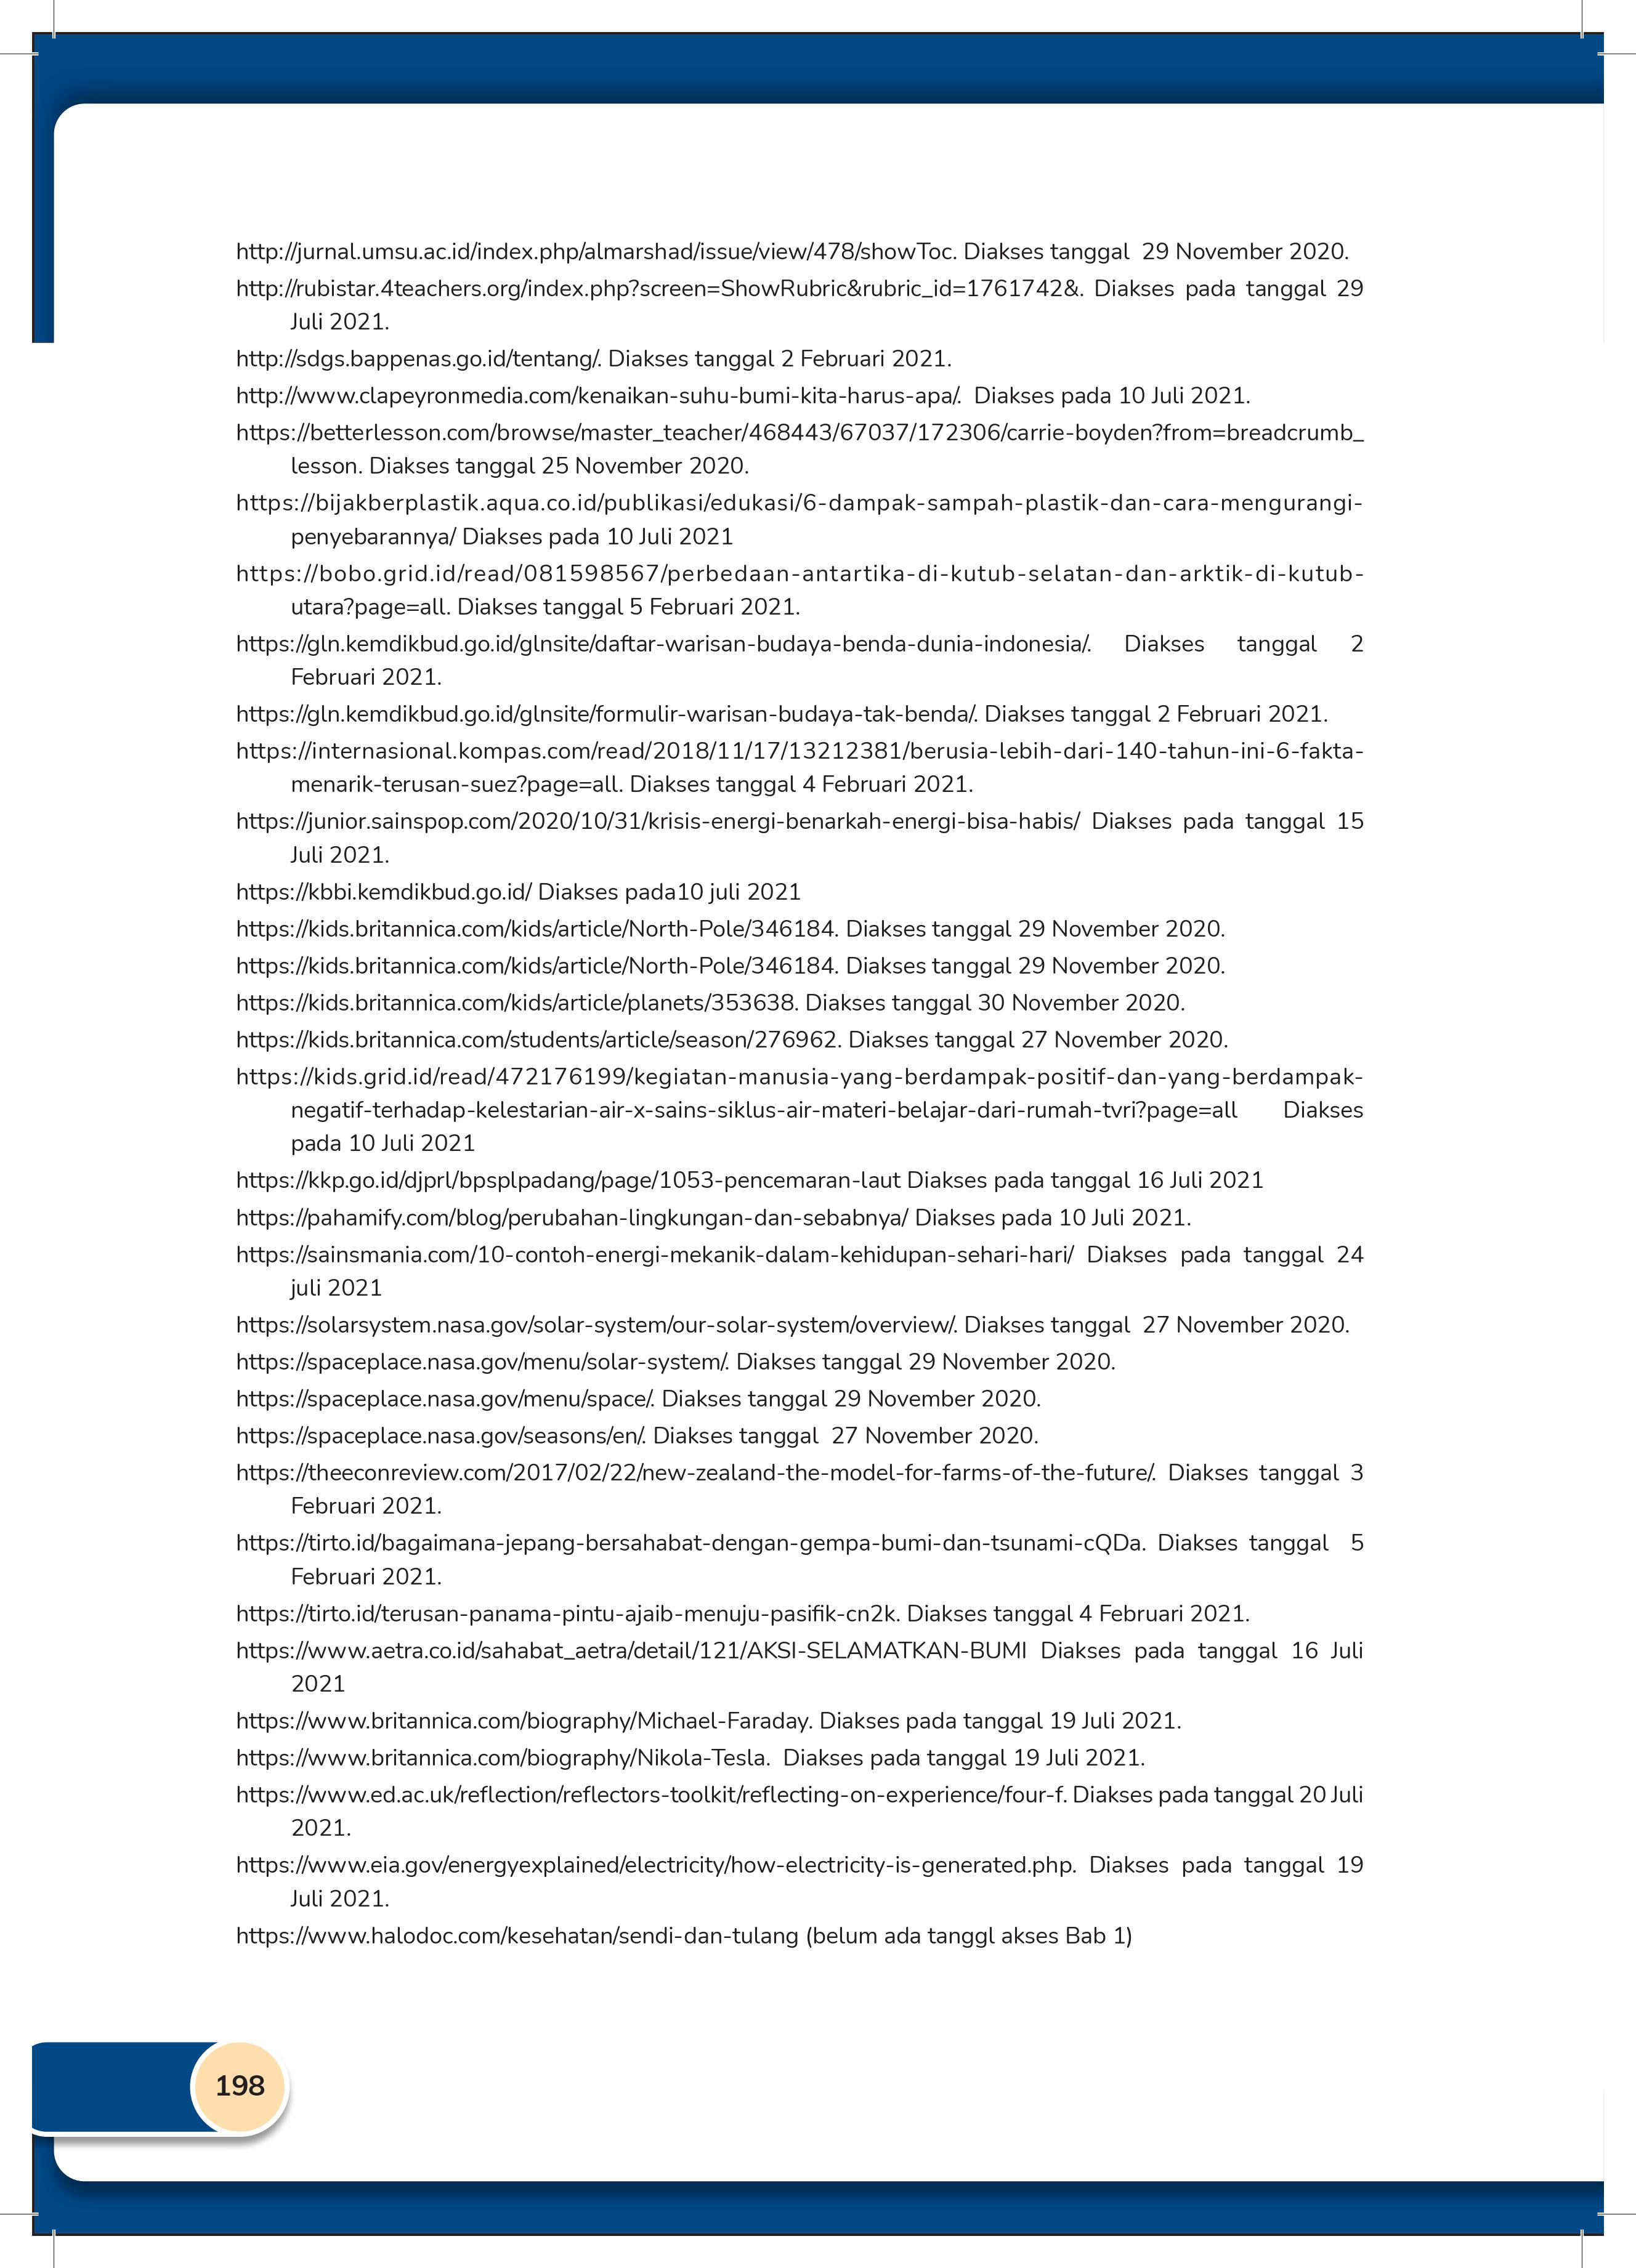 http://jurnal.umsu.ac.id/index.php/almarshad/issue/view/478/showToc. Diakses tanggal  29 November 2020.
http://rubistar.4teachers.org/index.php?screen=ShowRubric&rubric_id=1761742&. Diakses pada tanggal 29
Juli 2021.
http://sdgs.bappenas.go.id/tentang/. Diakses tanggal 2 Februari 2021.
http://www.clapeyronmedia.com/kenaikan-suhu-bumi-kita-harus-apa/.  Diakses pada 10 Juli 2021.
https://betterlesson.com/browse/master_teacher/468443/67037/172306/carrie-boyden?from=breadcrumb_
lesson. Diakses tanggal 25 November 2020.
https://bijakberplastik.aqua.co.id/publikasi/edukasi/6-dampak-sampah-plastik-dan-cara-mengurangi-
penyebarannya/ Diakses pada 10 Juli 2021
https://bobo.grid.id/read/081598567/perbedaan-antartika-di-kutub-selatan-dan-arktik-di-kutub-
utara?page=all. Diakses tanggal 5 Februari 2021.
https://gln.kemdikbud.go.id/glnsite/daftar-warisan-budaya-benda-dunia-indonesia/. Diakses tanggal 2
Februari 2021.
https://gln.kemdikbud.go.id/glnsite/formulir-warisan-budaya-tak-benda/. Diakses tanggal 2 Februari 2021.
https://internasional.kompas.com/read/2018/11/17/13212381/berusia-lebih-dari-140-tahun-ini-6-fakta-
menarik-terusan-suez?page=all. Diakses tanggal 4 Februari 2021.
https://junior.sainspop.com/2020/10/31/krisis-energi-benarkah-energi-bisa-habis/ Diakses pada tanggal 15
Juli 2021.
https://kbbi.kemdikbud.go.id/ Diakses pada10 juli 2021
https://kids.britannica.com/kids/article/North-Pole/346184. Diakses tanggal 29 November 2020.
https://kids.britannica.com/kids/article/North-Pole/346184. Diakses tanggal 29 November 2020.
https://kids.britannica.com/kids/article/planets/353638. Diakses tanggal 30 November 2020.
https://kids.britannica.com/students/article/season/276962. Diakses tanggal 27 November 2020.
https://kids.grid.id/read/472176199/kegiatan-manusia-yang-berdampak-positif-dan-yang-berdampak-
negatif-terhadap-kelestarian-air-x-sains-siklus-air-materi-belajar-dari-rumah-tvri?page=all Diakses
pada 10 Juli 2021
https://kkp.go.id/djprl/bpsplpadang/page/1053-pencemaran-laut Diakses pada tanggal 16 Juli 2021
https://pahamify.com/blog/perubahan-lingkungan-dan-sebabnya/ Diakses pada 10 Juli 2021.
https://sainsmania.com/10-contoh-energi-mekanik-dalam-kehidupan-sehari-hari/ Diakses pada tanggal 24
juli 2021
https://solarsystem.nasa.gov/solar-system/our-solar-system/overview/. Diakses tanggal  27 November 2020.
https://spaceplace.nasa.gov/menu/solar-system/. Diakses tanggal 29 November 2020.
https://spaceplace.nasa.gov/menu/space/. Diakses tanggal 29 November 2020.
https://spaceplace.nasa.gov/seasons/en/. Diakses tanggal  27 November 2020.
https://theeconreview.com/2017/02/22/new-zealand-the-model-for-farms-of-the-future/. Diakses tanggal 3
Februari 2021.
https://tirto.id/bagaimana-jepang-bersahabat-dengan-gempa-bumi-dan-tsunami-cQDa. Diakses tanggal  5
Februari 2021.
https://tirto.id/terusan-panama-pintu-ajaib-menuju-pasifik-cn2k. Diakses tanggal 4 Februari 2021.
https://www.aetra.co.id/sahabat_aetra/detail/121/AKSI-SELAMATKAN-BUMI Diakses pada tanggal 16 Juli
2021
https://www.britannica.com/biography/Michael-Faraday. Diakses pada tanggal 19 Juli 2021.
https://www.britannica.com/biography/Nikola-Tesla.  Diakses pada tanggal 19 Juli 2021.
https://www.ed.ac.uk/reflection/reflectors-toolkit/reflecting-on-experience/four-f. Diakses pada tanggal 20 Juli
2021.
https://www.eia.gov/energyexplained/electricity/how-electricity-is-generated.php. Diakses pada tanggal 19
Juli 2021.
https://www.halodoc.com/kesehatan/sendi-dan-tulang (belum ada tanggl akses Bab 1)
198